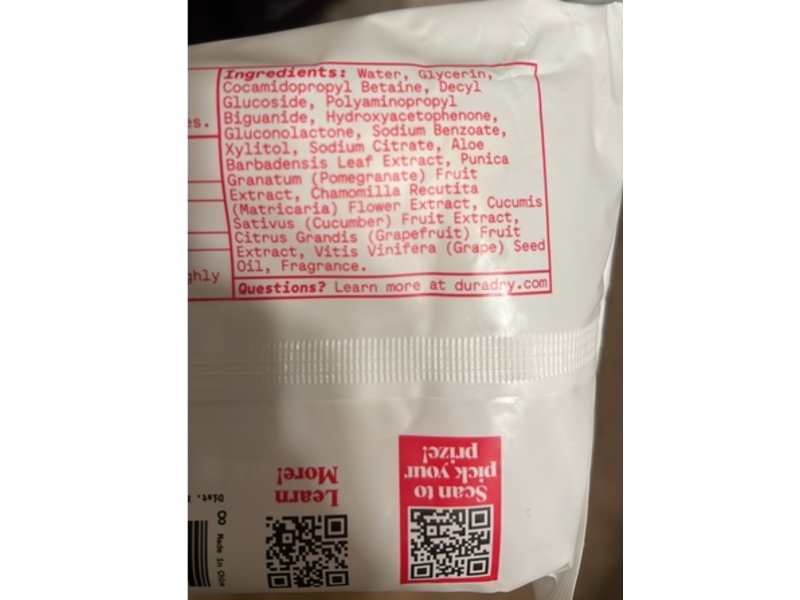 Ingredients: Water, Glycerin,
Cocamidopropyl Betaine, Decyl
Glucoside, Polyaminopropyl
Biguanide, Hydroxyacetophenone,
Gluconolactone, Sodium Benzoate,
Xylitol, Sodium Citrate, Aloe
Barbadensis Leaf Extract, Punica
Granatum (Pomegranate) Fruit
Extract, Chamomilla Recutita
(Matricaria) Flower Extract, Cucumis
Sativus (Cucumber) Fruit Extract,
Citrus Grandis (Grapefruit) Fruit
Extract, Vitis Vinifera (Grape) Seed
Oil, Fragrance.
Questions? Learn more at duradry.com
Scan to
pick your
prize!
Learn
More!
Dist.
Made in